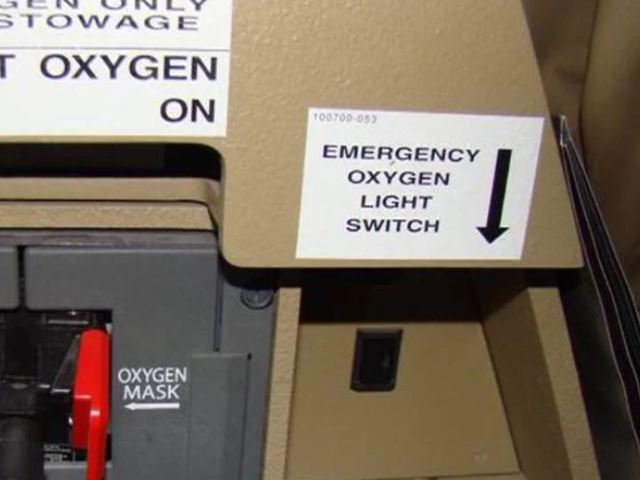 GEN ONLY
STOWAGE
T OXYGEN
ON
100700-053
EMERGENCY
OXYGEN
LIGHT
SWITCH
OXYGEN
MASK